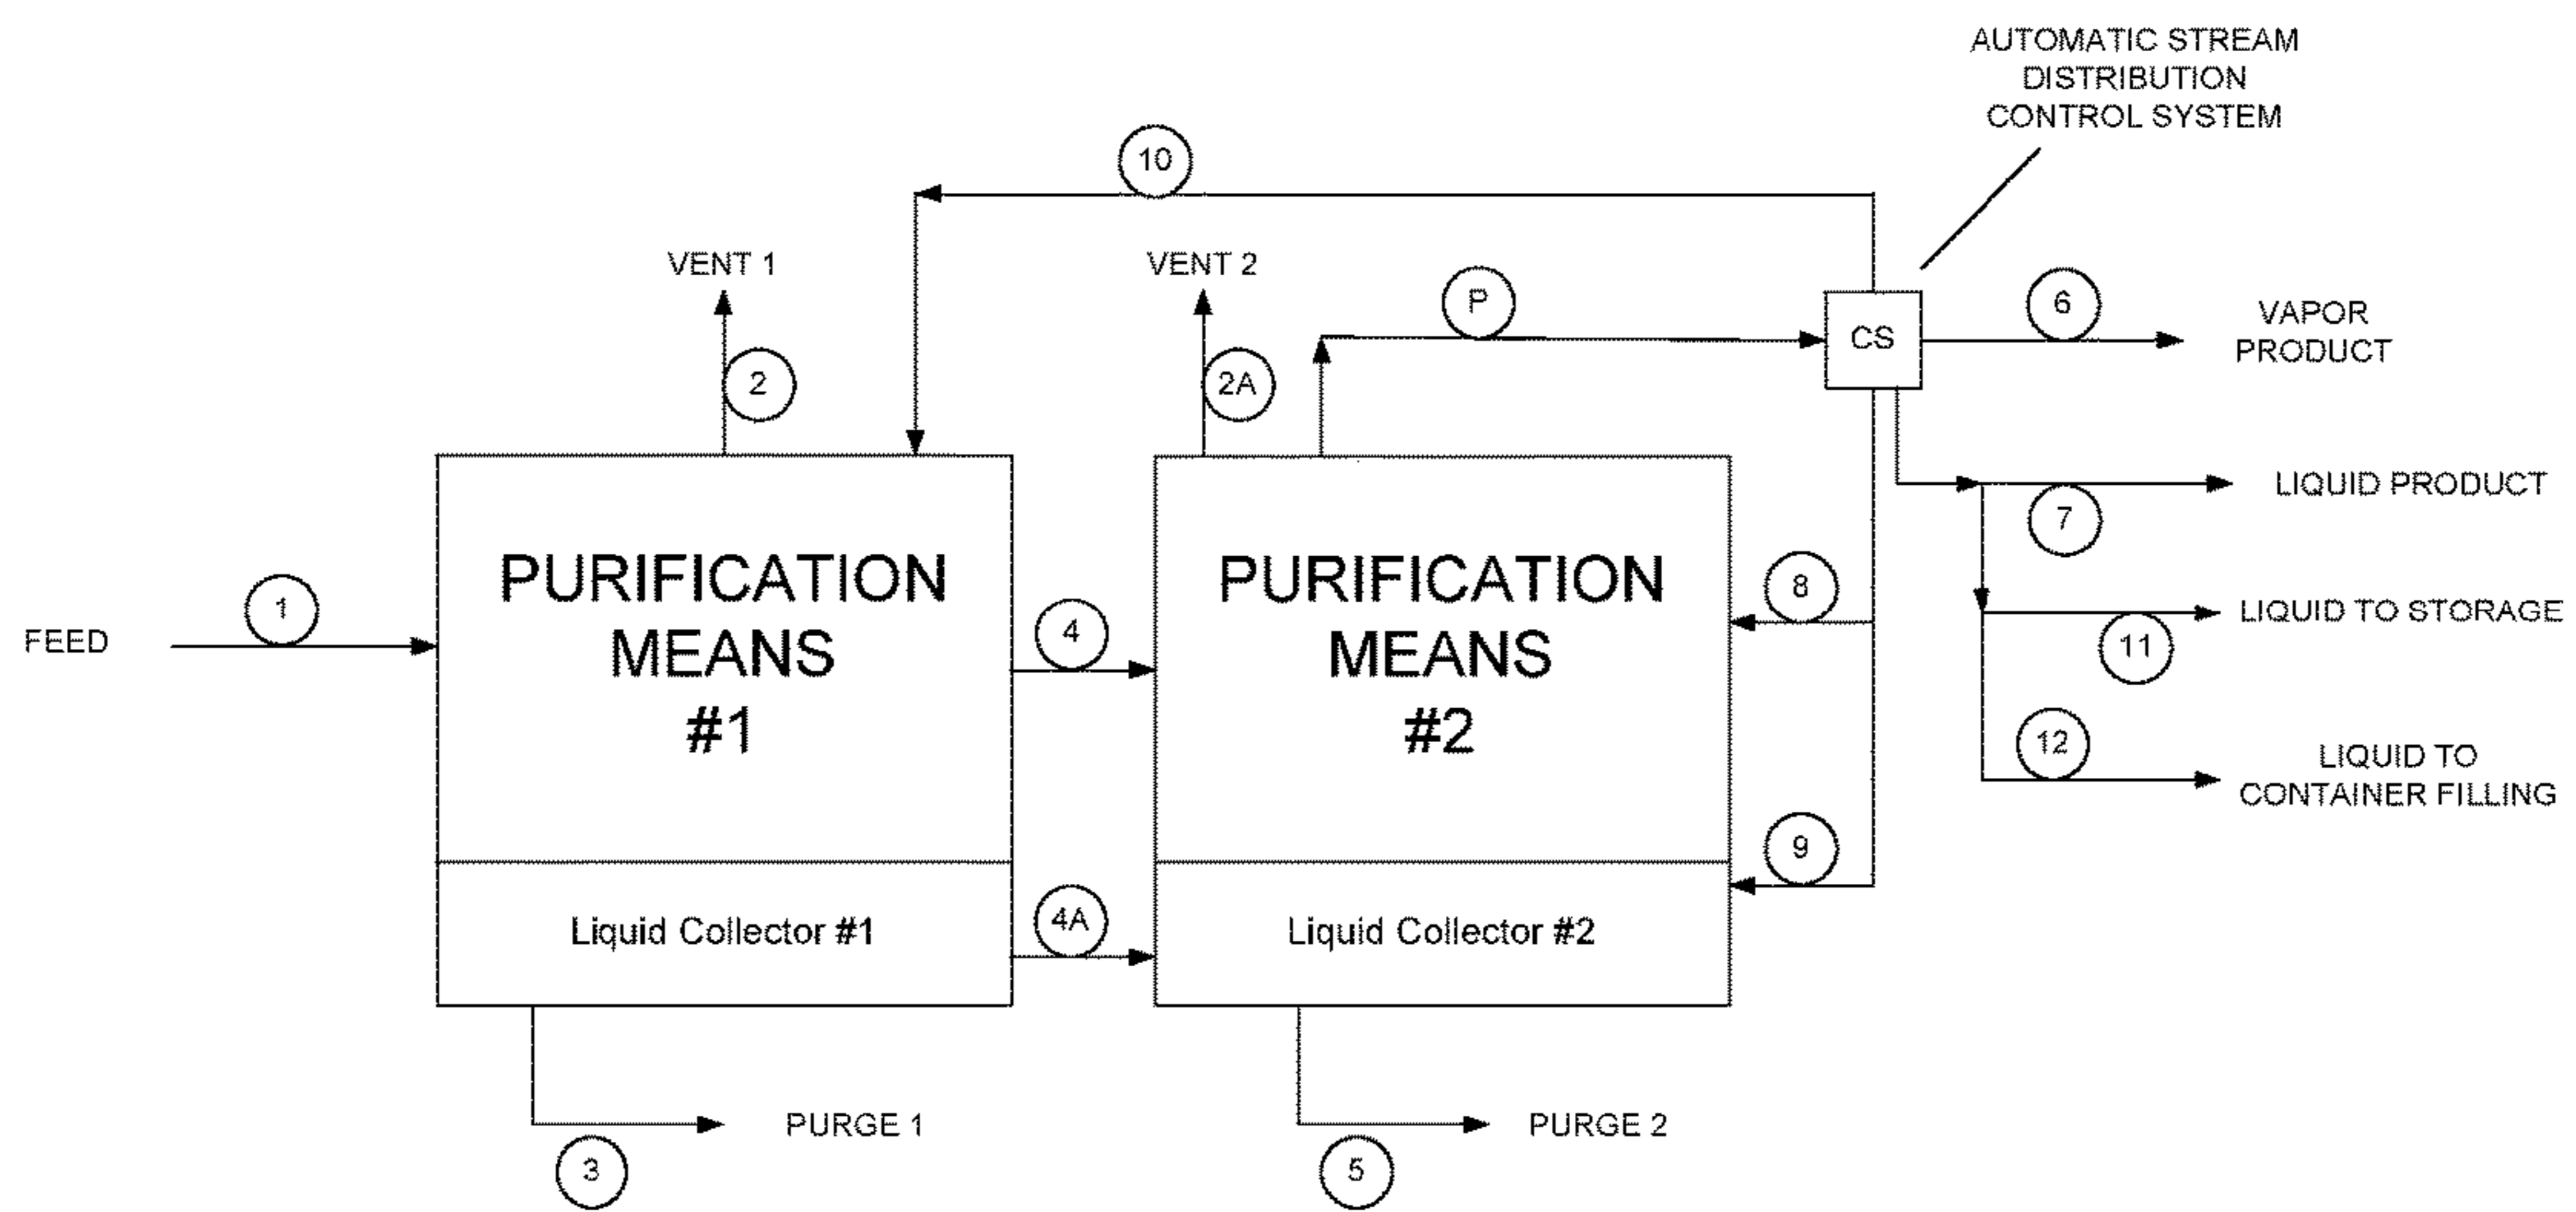 AUTOMATIC STREAM
DISTRIBUTION
CONTROL SYSTEM
10
VENT 1
VENT 2
P
6
VAPOR
PRODUCT
CS
2
2A
LIQUID PRODUCT
7
FEED
1
PURIFICATION
MEANS
#1
4
PURIFICATION
MEANS
#2
8
LIQUID TO STORAGE
11
12
LIQUID TO
CONTAINER FILLING
9
Liquid Collector #1
4A
Liquid Collector #2
PURGE 1
3
PURGE 2
5